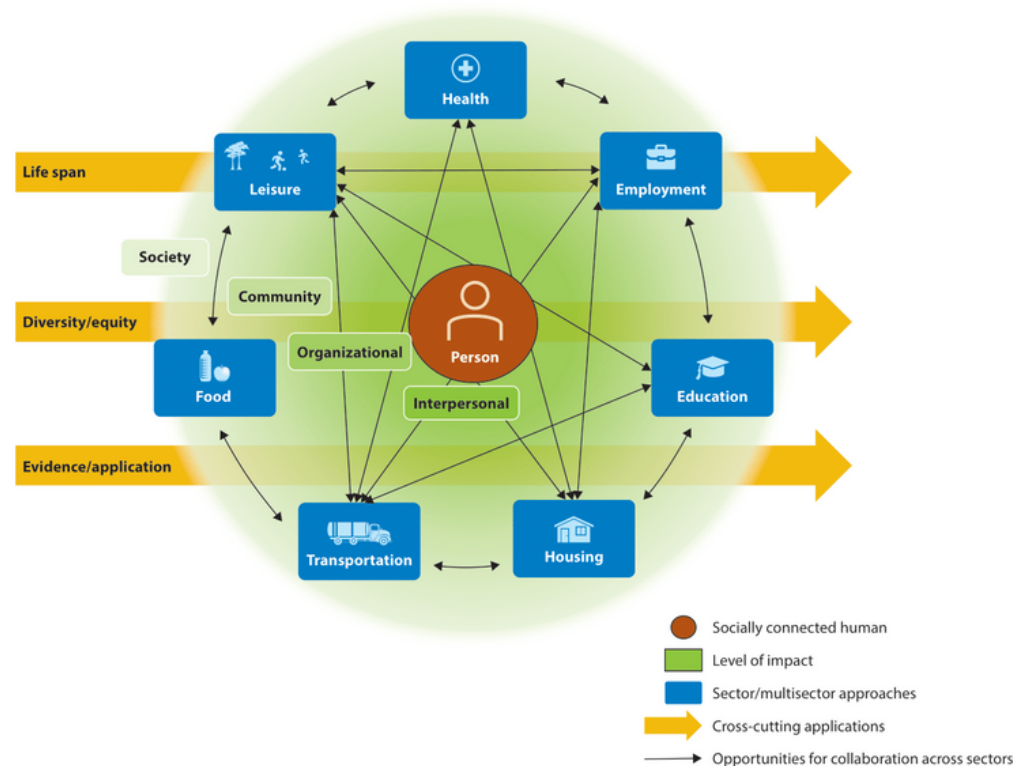 Health
Leisure
Employment
Life span
Society
Community
Diversity/equity
Organizational
Person
Food
Education
Interpersonal
Evidence/application
Transportation
Housing
Socially connected human
Level of impact
Sector/multisector approaches
Cross-cutting applications
Opportunities for collaboration across sectors